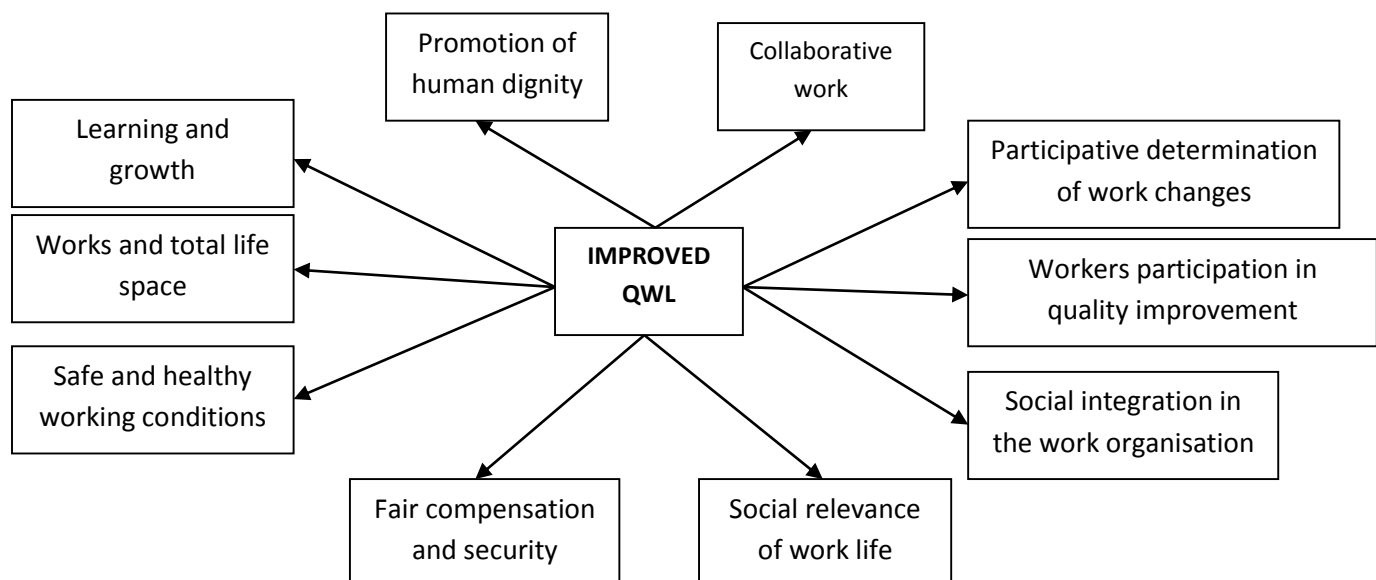 Promotion of
human dignity
Collaborative
work
Learning and
growth
Participative determination
of work changes
Works and total life
space
IMPROVED
QWL
Workers participation in
quality improvement
Safe and healthy
working conditions
Social integration in
the work organisation
Fair compensation
and security
Social relevance
of work life